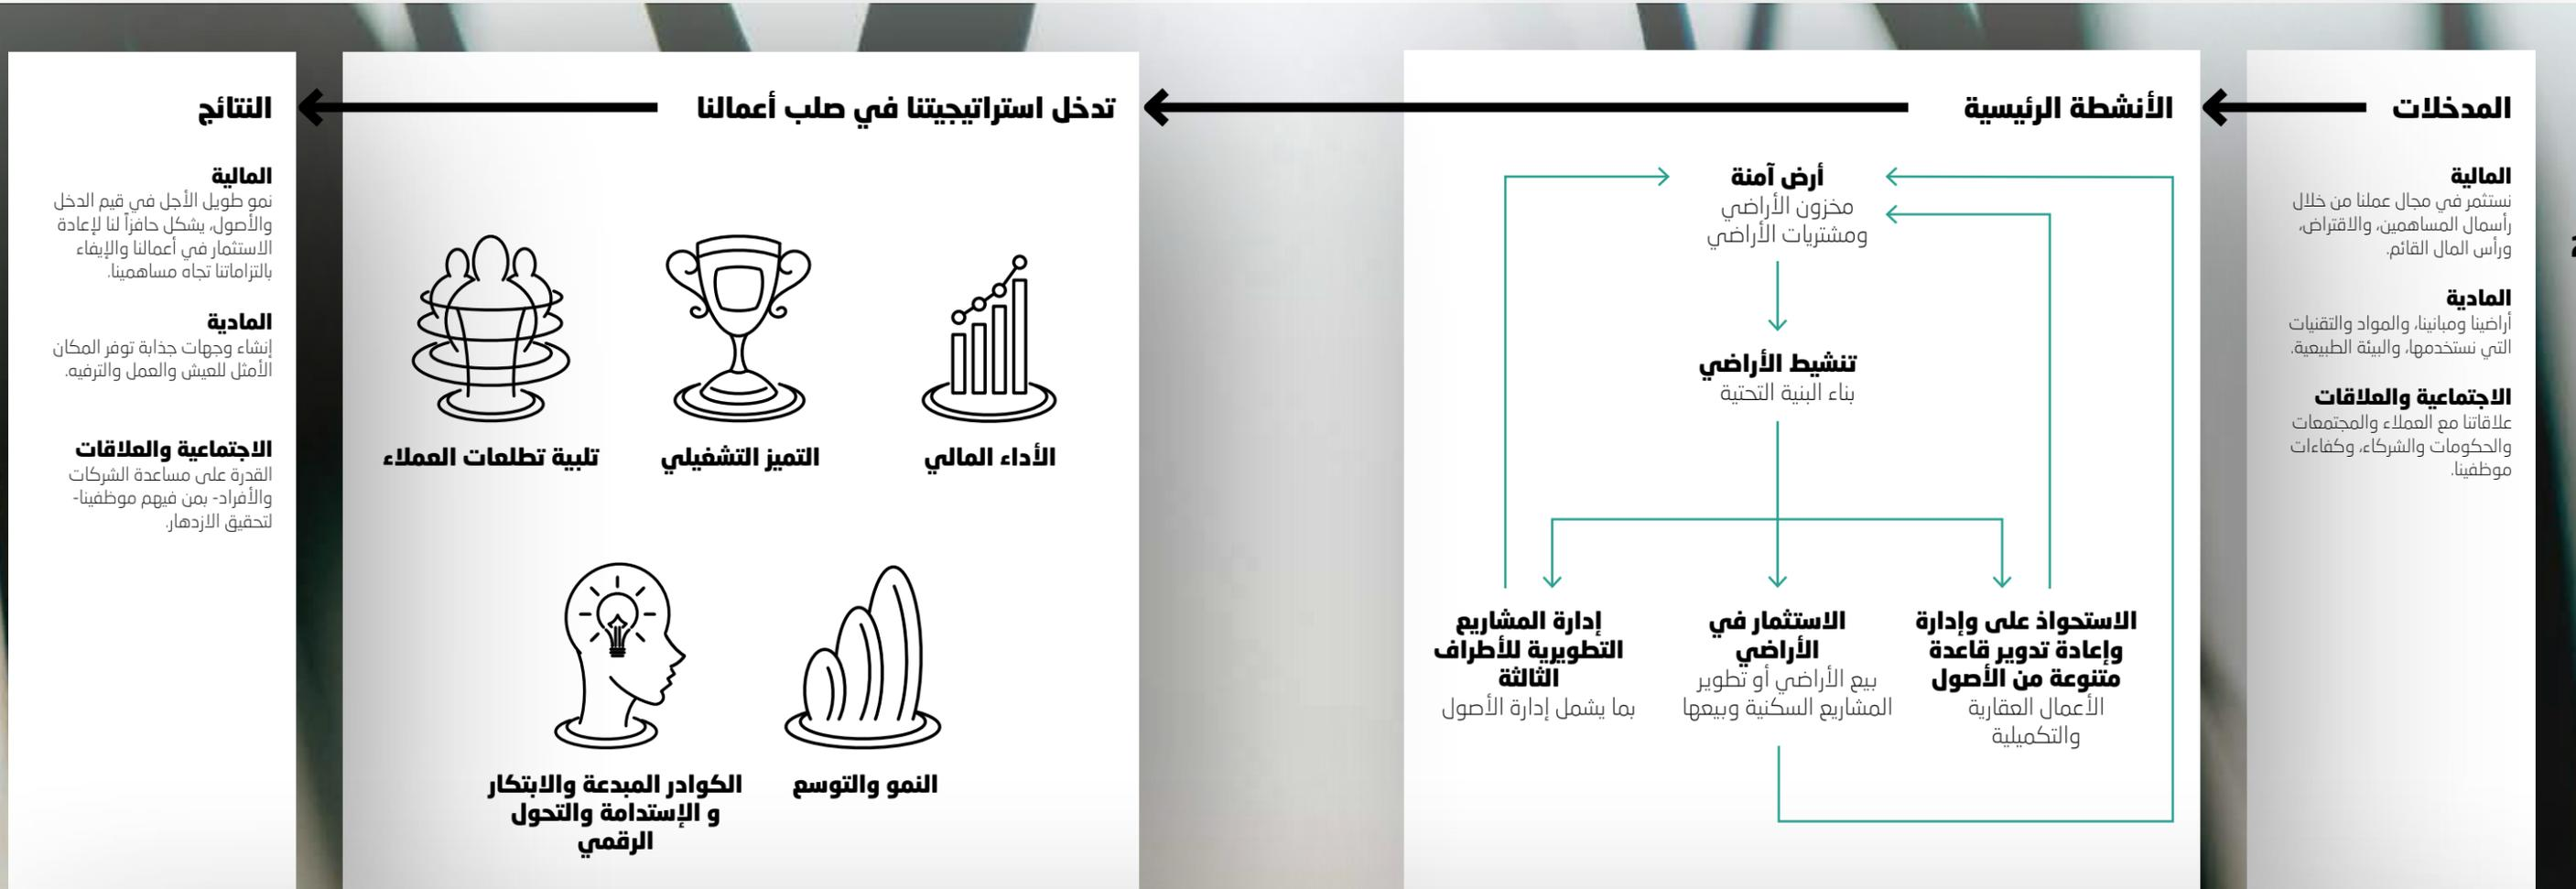 المدخلات
المالية
نستثمر في مجال عملنا من خلال
رأسمال المساهمين، والاقتراض،
ورأس المال القائم.
المادية
أراضينا ومبانينا، والمواد والتقنيات
التي نستخدمها، والبيئة الطبيعية.
الاجتماعية والعلاقات
علاقاتنا مع العملاء والمجتمعات
والحكومات والشركاء، وكفاءات
موظفينا.
الأنشطة الرئيسية
أرض آمنة
مخزون الأراضي
ومشتريات الأراضي
تنشيط الأراضي
بناء البنية التحتية
الاستحواذ على وإدارة
وإعادة تدوير قاعدة
متنوعة من الأصول
الأعمال العقارية
والتكميلية
الاستثمار في
الأراضي
بيع الأراضي أو تطوير
المشاريع السكنية وبيعها
إدارة المشاريع
التطويرية للأطراف
الثالثة
بما يشمل إدارة الأصول
تدخل استراتيجيتنا في صلب أعمالنا
الأداء المالي
التميز التشغيلي
تلبية تطلعات العملاء
النمو والتوسع
الكوادر المبدعة والابتكار
و الإستدامة والتحول
الرقمي
النتائج
المالية
نمو طويل الأجل في قيم الدخل
والأصول، يشكل حافزاً لنا لإعادة
الاستثمار في أعمالنا والإيفاء
بالتزاماتنا تجاه مساهمينا.
المادية
إنشاء وجهات جذابة توفر المكان
الأمثل للعيش والعمل والترفيه.
الاجتماعية والعلاقات
القدرة على مساعدة الشركات
والأفراد- بمن فيهم موظفينا-
لتحقيق الازدهار.